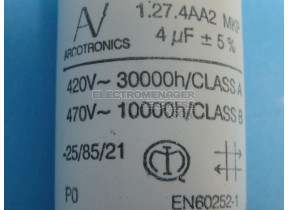 1.27.4AA2 MKP
AV
ARCOTRONICS
4 µF ± 5%
ELECTROMENAGER
420V~ 30000h/CLASS A
470V~ 10000h/CLASS B
-25/85/21
P0
EN60252-1